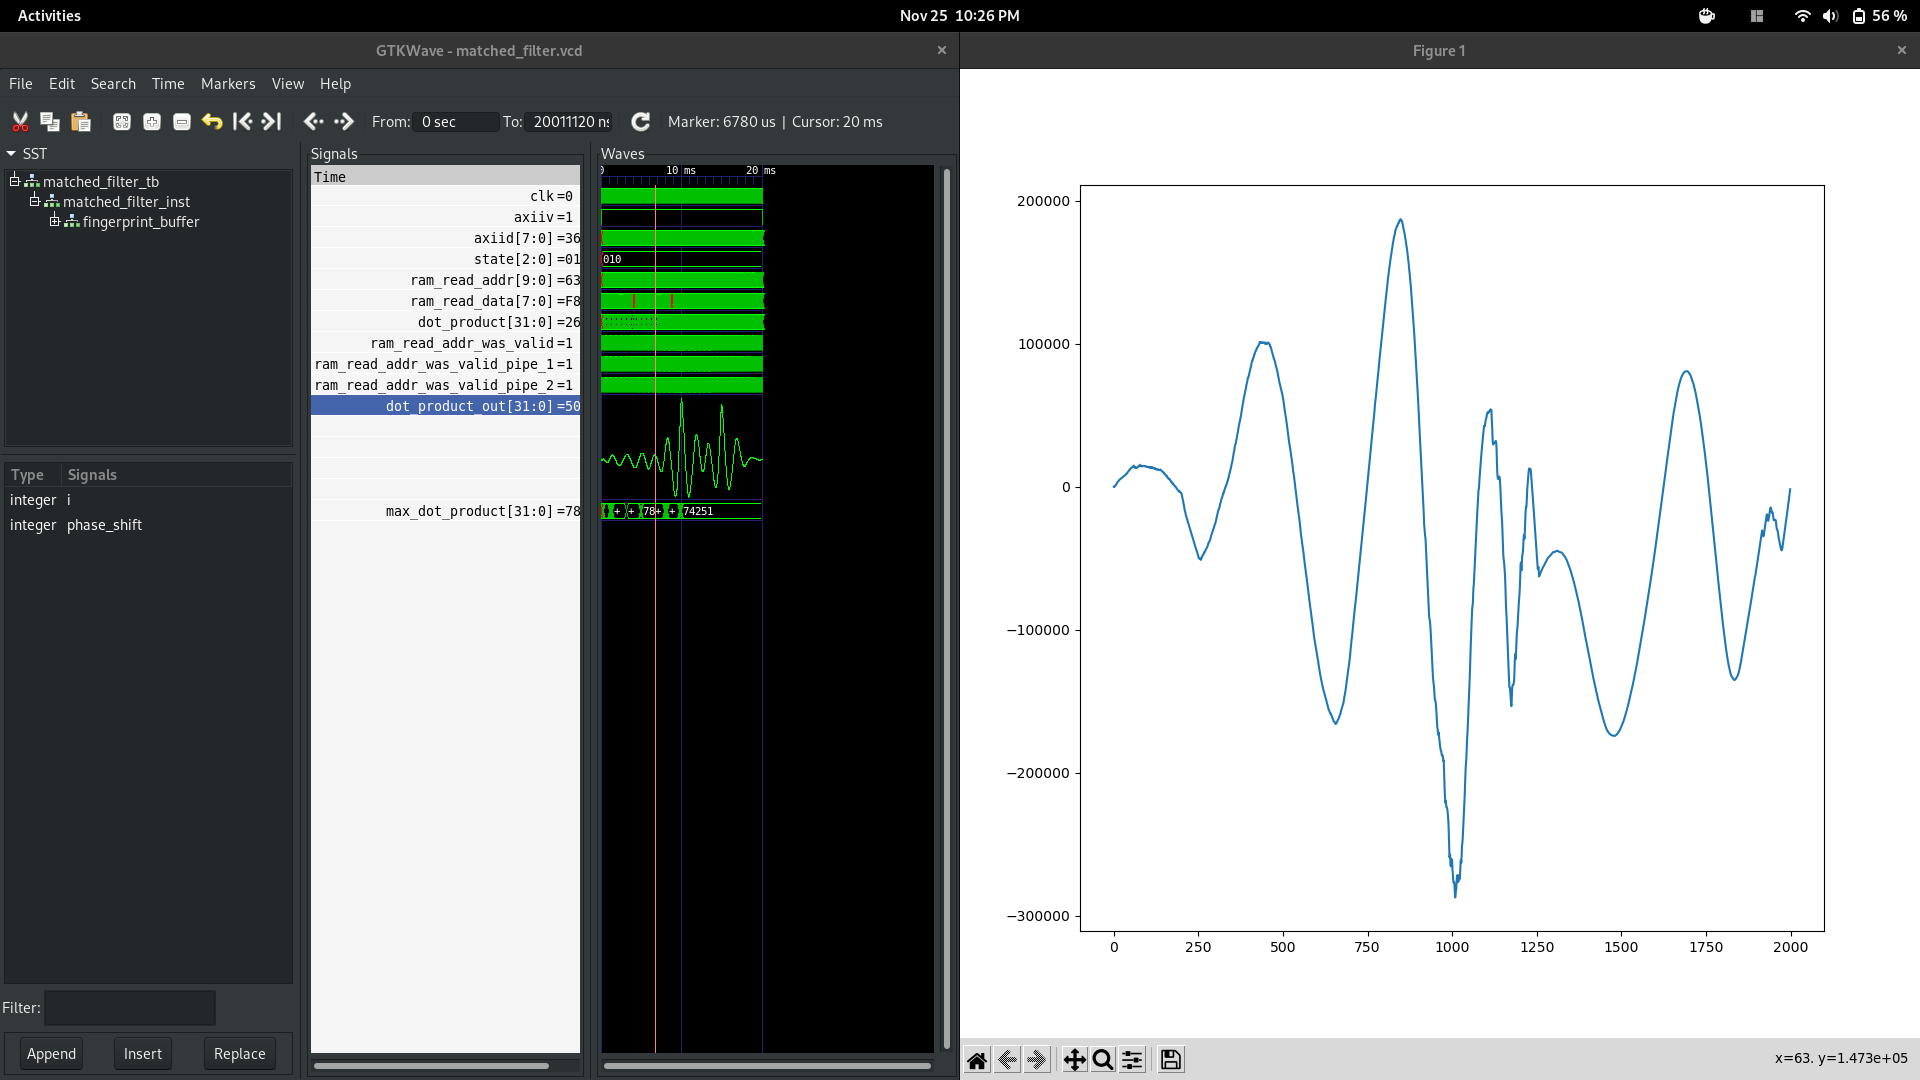 Activities
Nov 25 10:26 PM
56 %
GTKWave - matched_filter.vcd
Figure 1
File Edit Search Time Markers View Help
From: 0 sec To: 20011120 ns Marker: 6780 us | Cursor: 20 ms
SST
matched_filter_tb
matched_filter_inst
fingerprint_buffer
Type Signals
integer i
integer phase_shift
Filter:
Append Insert Replace
Signals
Time
clk=0
axiiv=1
axiid[7:0]=36
state[2:0]=01
ram_read_addr[9:0]=63
ram_read_data[7:0]=F8
dot_product[31:0]=26
ram_read_addr_was_valid=1
ram_read_addr_was_valid_pipe_1=1
ram_read_addr_was_valid_pipe_2=1
dot_product_out[31:0]=50
max_dot_product[31:0]=78
Waves
10 ms 20 ms
010
+ + 78+ + 74251
200000
100000
0
−100000
−200000
−300000
0 250 500 750 1000 1250 1500 1750 2000
x=63. y=1.473e+05